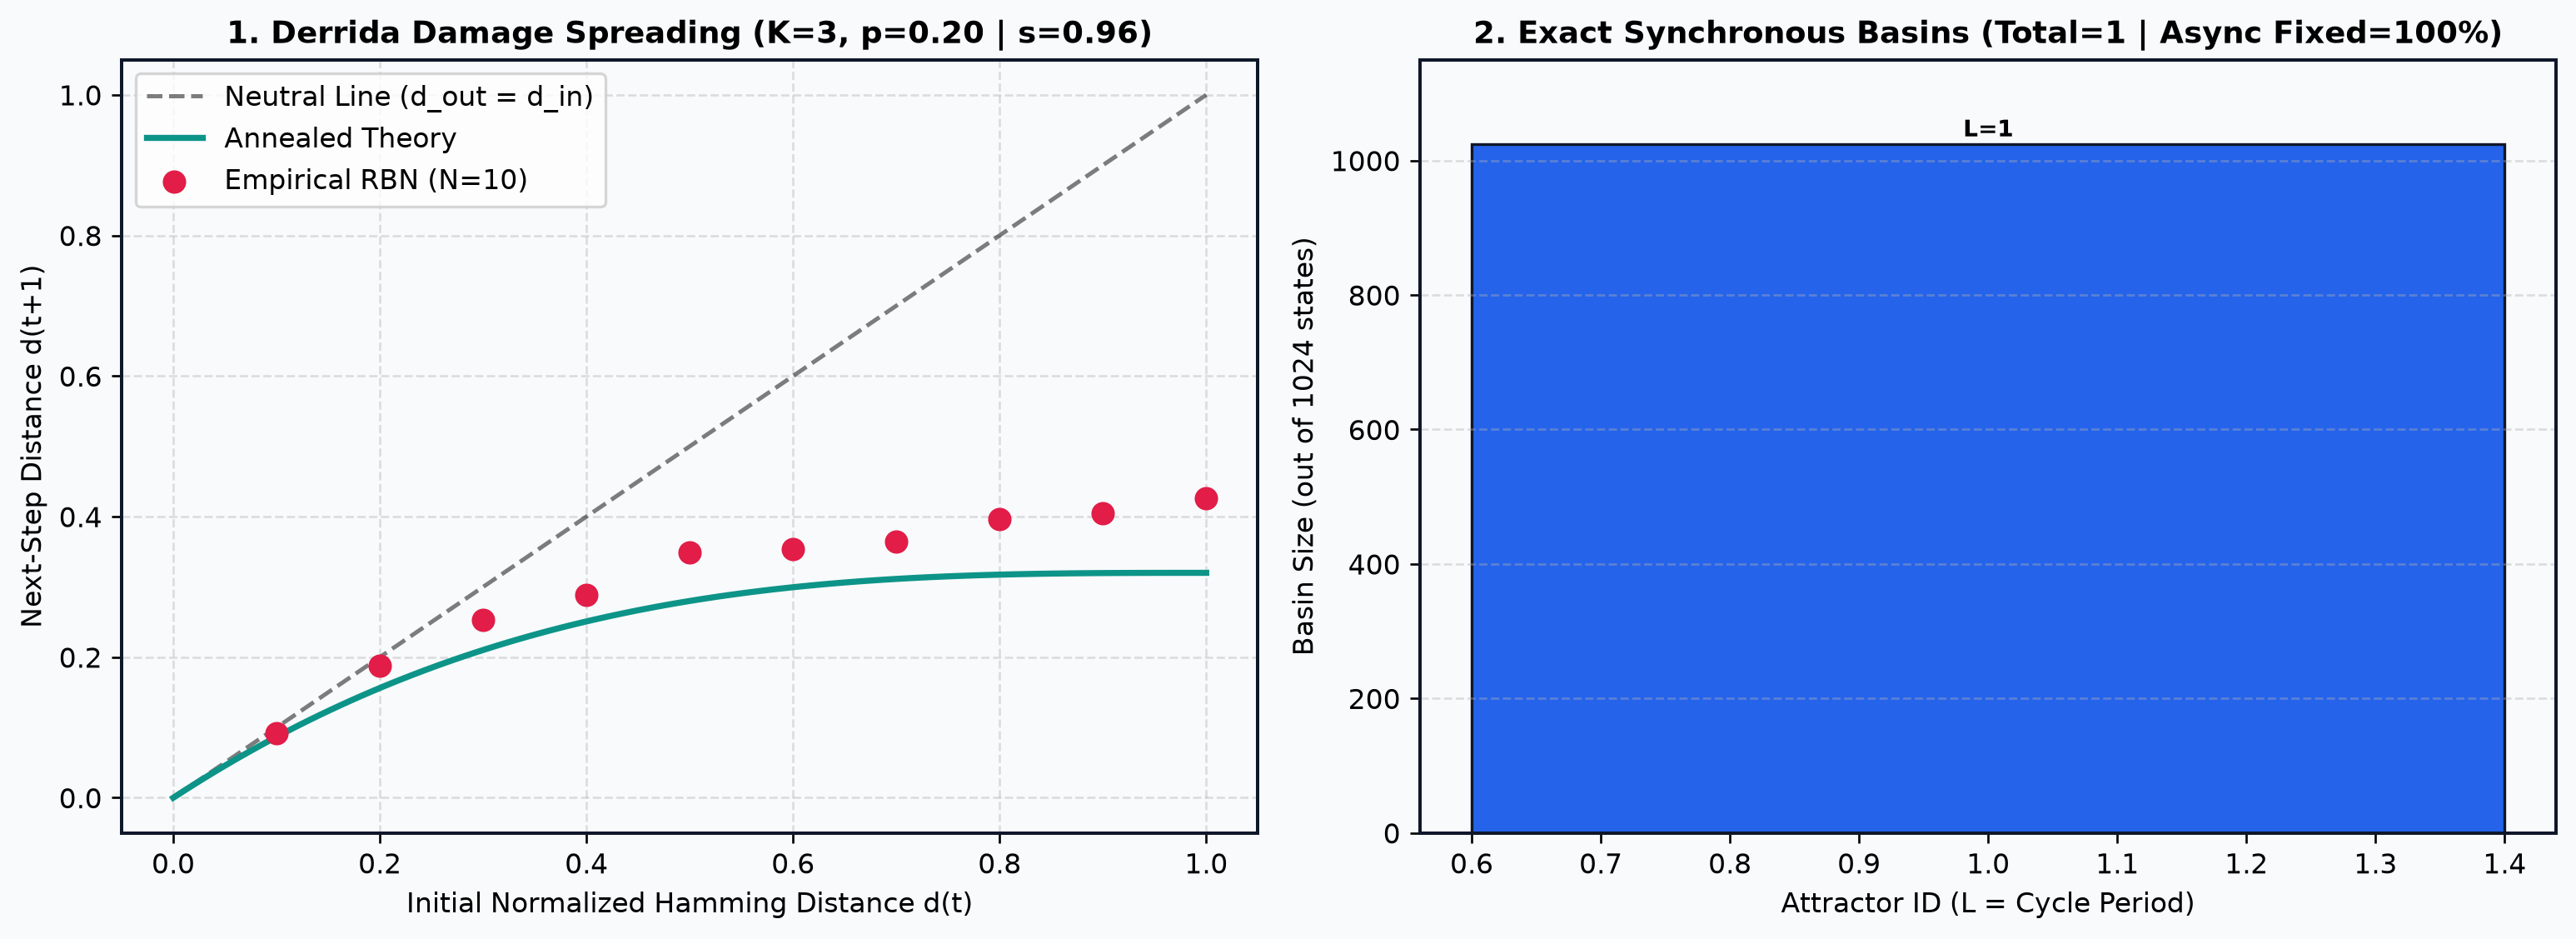 1. Derrida Damage Spreading (K=3, p=0.20 | s=0.96)
Neutral Line (d_out = d_in)
Annealed Theory
Empirical RBN (N=10)
1.0
0.8
0.6
0.4
0.2
0.0
Next-Step Distance d(t+1)
0.0 0.2 0.4 0.6 0.8 1.0
Initial Normalized Hamming Distance d(t)
2. Exact Synchronous Basins (Total=1 | Async Fixed=100%)
L=1
1000
800
600
400
200
0
Basin Size (out of 1024 states)
0.6 0.7 0.8 0.9 1.0 1.1 1.2 1.3 1.4
Attractor ID (L = Cycle Period)